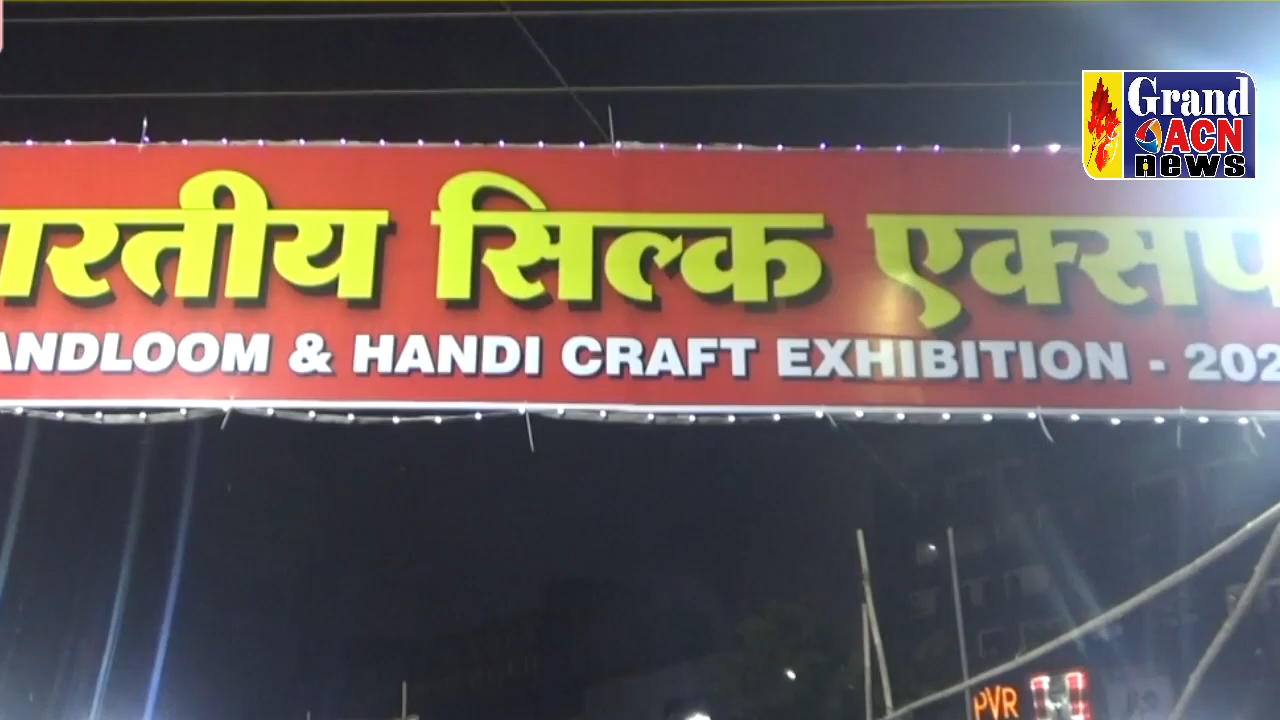 Grand
ACN
news
ारतीय सिल्क एक्सप
ANDLOOM & HANDI CRAFT EXHIBITION - 202
PVR